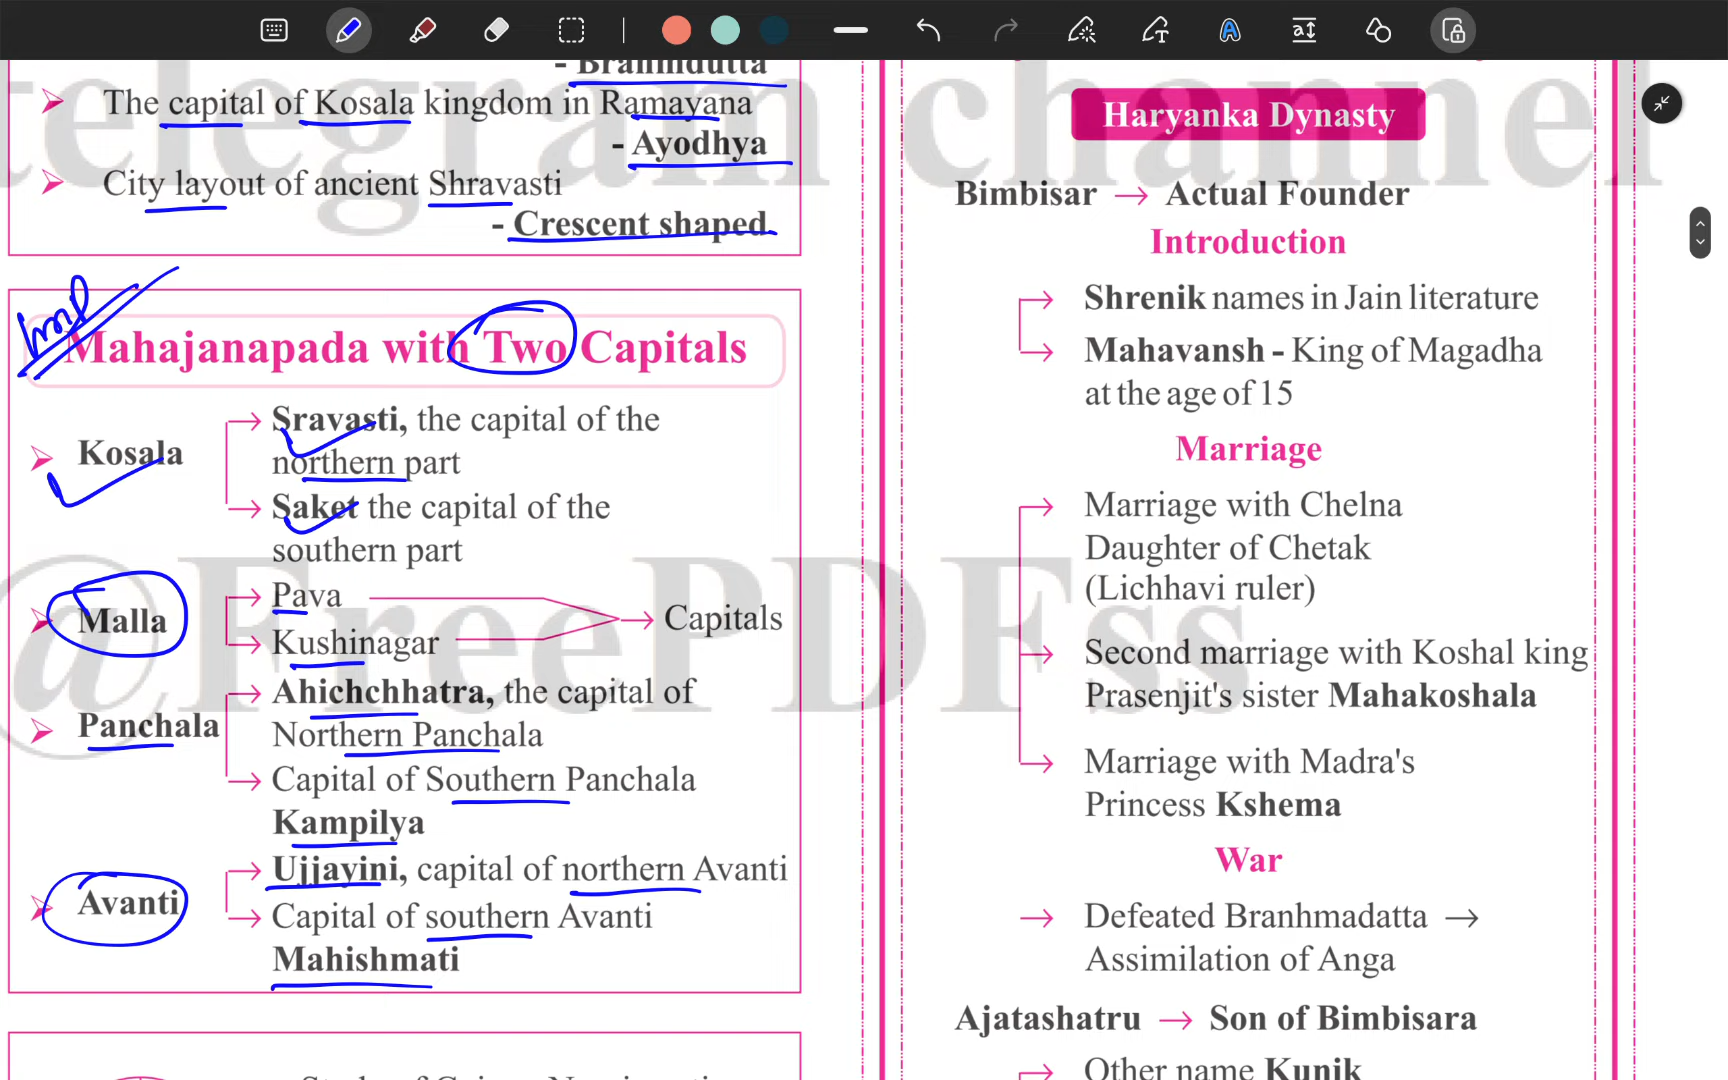 - Brahmdutta
The capital of Kosala kingdom in Ramayana
- Ayodhya
City layout of ancient Shravasti
- Crescent shaped.
Imp
Mahajanapada with Two Capitals
Kosala
Sravasti, the capital of the
northern part
Saket the capital of the
southern part
Malla
Pava
Kushinagar
Capitals
Panchala
Ahichchhatra, the capital of
Northern Panchala
Capital of Southern Panchala
Kampilya
Avanti
Ujjayini, capital of northern Avanti
Capital of southern Avanti
Mahishmati
Haryanka Dynasty
Bimbisar → Actual Founder
Introduction
Shrenik names in Jain literature
Mahavansh - King of Magadha
at the age of 15
Marriage
Marriage with Chelna
Daughter of Chetak
(Lichhavi ruler)
Second marriage with Koshal king
Prasenjit's sister Mahakoshala
Marriage with Madra's
Princess Kshema
War
Defeated Branhmadatta →
Assimilation of Anga
Ajatashatru → Son of Bimbisara
Other name Kunik
telegram channel
@FreePDFss